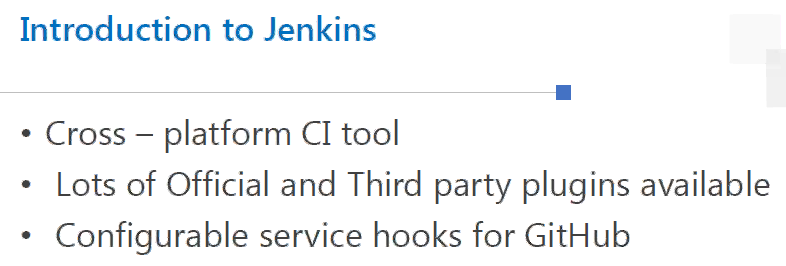 Introduction to Jenkins
• Cross – platform CI tool
• Lots of Official and Third party plugins available
• Configurable service hooks for GitHub